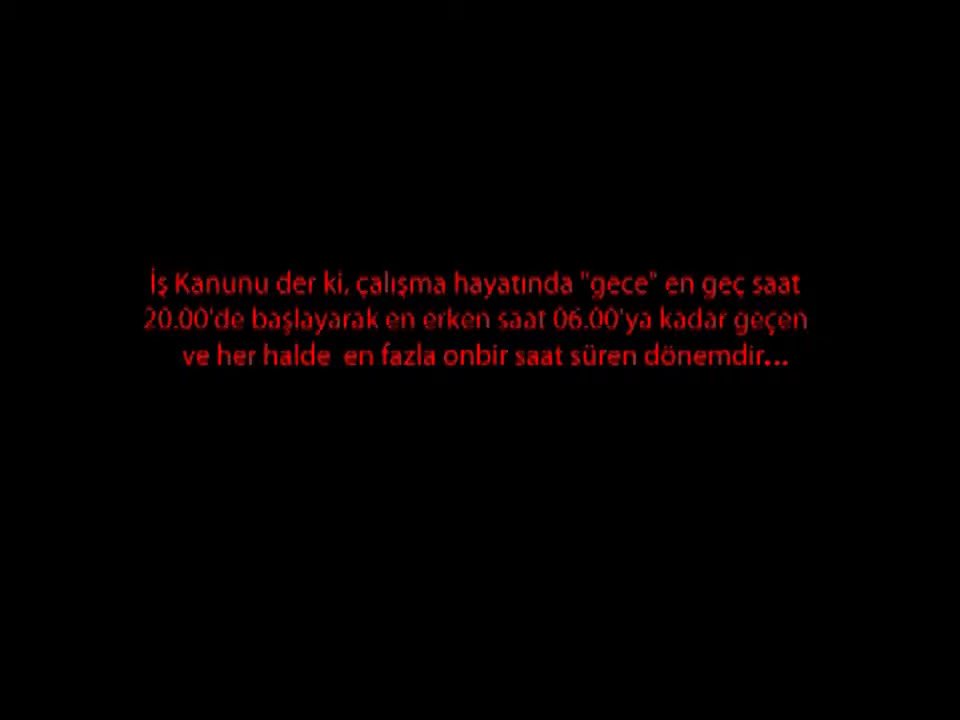 İş Kanunu der ki, çalışma hayatında "gece" en geç saat
20.00'de başlayarak en erken saat 06.00'ya kadar geçen
ve her halde en fazla onbir saat süren dönemdir...